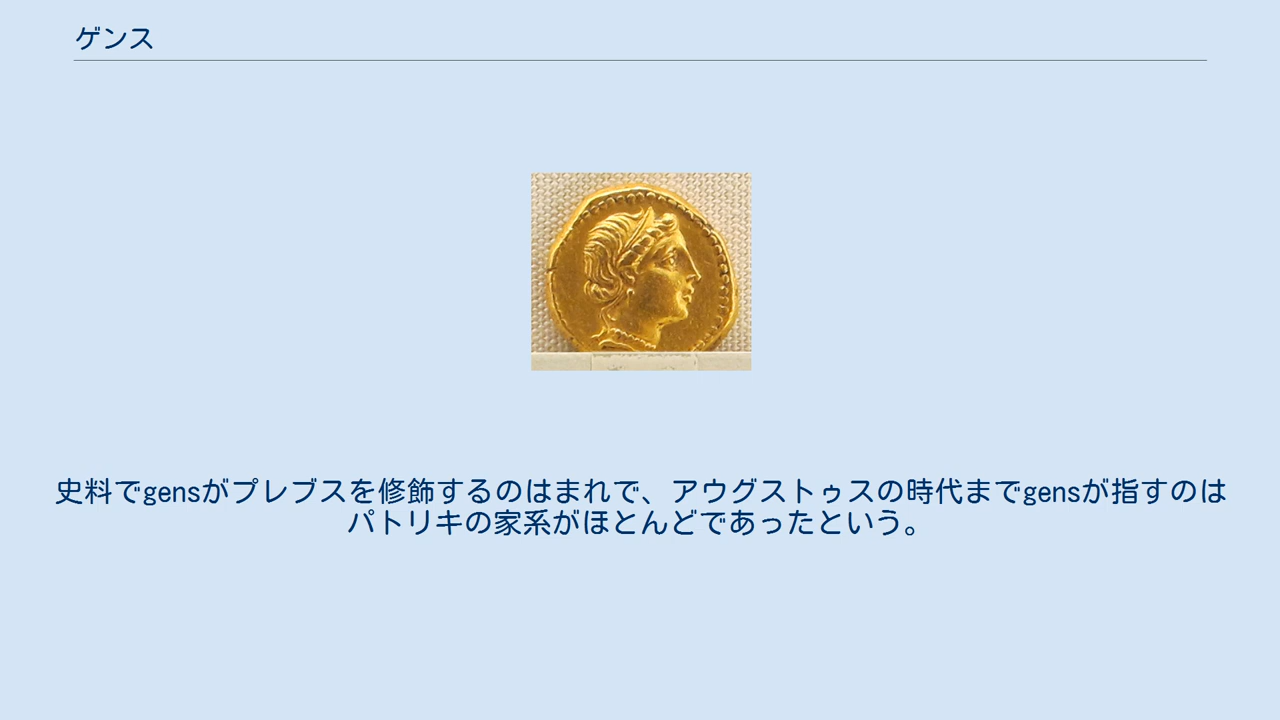 ゲンス
史料でgensがプレブスを修飾するのはまれで、アウグストゥスの時代までgensが指すのは
パトリキの家系がほとんどであったという。